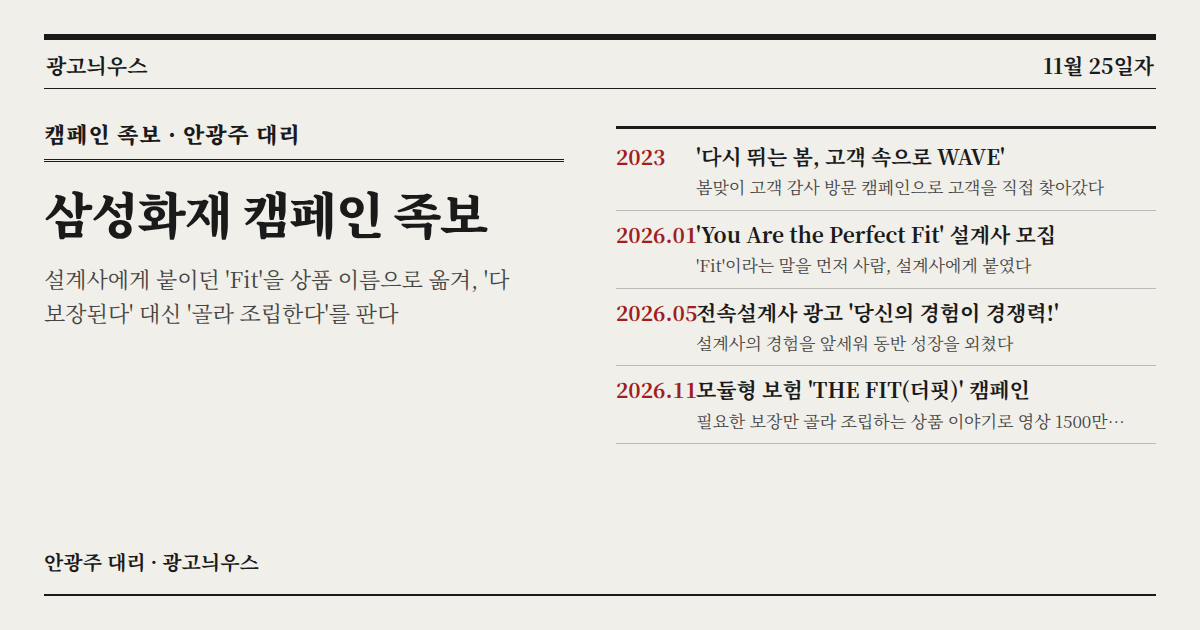 광고늬우스
11월 25일자
캠페인 족보 · 안광주 대리
삼성화재 캠페인 족보
설계사에게 붙이던 'Fit'을 상품 이름으로 옮겨, '다
보장된다' 대신 '골라 조립한다'를 판다
2023 '다시 뛰는 봄, 고객 속으로 WAVE'
봄맞이 고객 감사 방문 캠페인으로 고객을 직접 찾아갔다
2026.01 'You Are the Perfect Fit' 설계사 모집
'Fit'이라는 말을 먼저 사람, 설계사에게 붙였다
2026.05 전속설계사 광고 '당신의 경험이 경쟁력!'
설계사의 경험을 앞세워 동반 성장을 외쳤다
2026.11 모듈형 보험 'THE FIT(더핏)' 캠페인
필요한 보장만 골라 조립하는 상품 이야기로 영상 1500만…
안광주 대리 · 광고늬우스